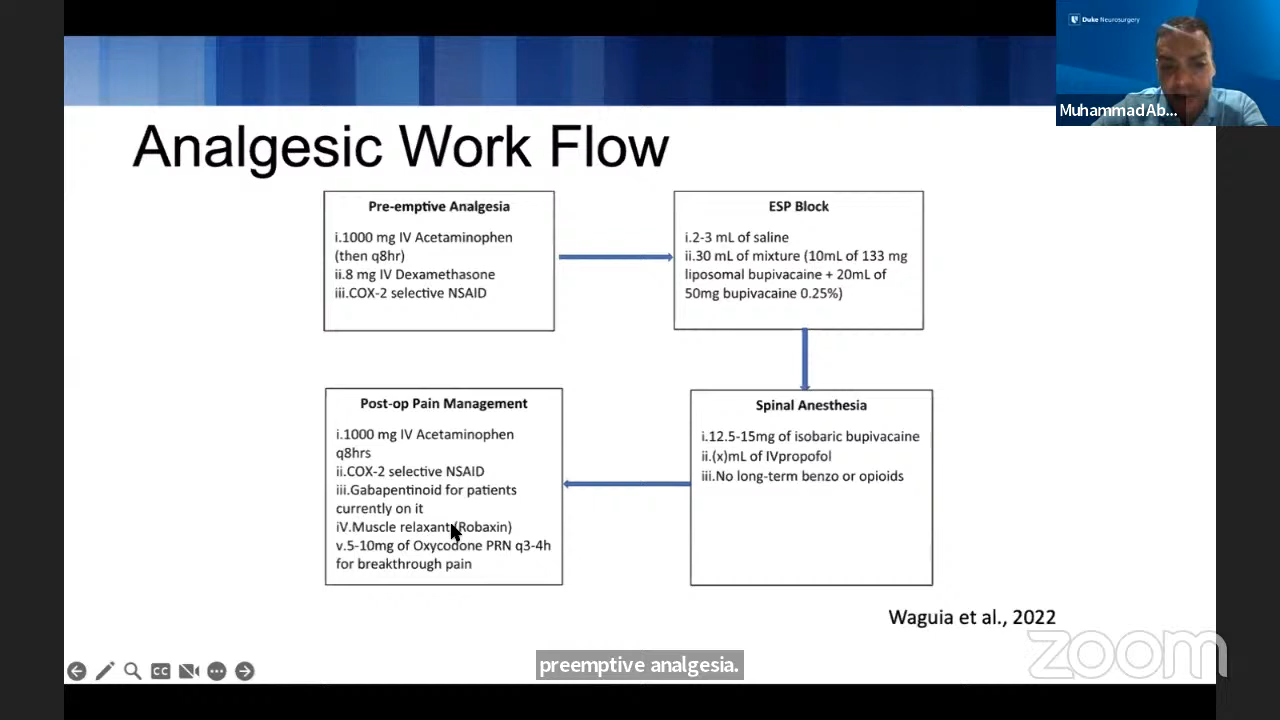 Duke Neurosurgery
Muhammad Ab...
Analgesic Work Flow
Pre-emptive Analgesia
i.1000 mg IV Acetaminophen
(then q8hr)
ii.8 mg IV Dexamethasone
iii.COX-2 selective NSAID
ESP Block
i.2-3 mL of saline
ii.30 mL of mixture (10mL of 133 mg
liposomal bupivacaine + 20mL of
50mg bupivacaine 0.25%)
Spinal Anesthesia
i.12.5-15mg of isobaric bupivacaine
ii.(x)mL of IVpropofol
iii.No long-term benzo or opioids
Post-op Pain Management
i.1000 mg IV Acetaminophen
q8hrs
ii.COX-2 selective NSAID
iii.Gabapentinoid for patients
currently on it
iV.Muscle relaxant (Robaxin)
v.5-10mg of Oxycodone PRN q3-4h
for breakthrough pain
Waguia et al., 2022
CC
preemptive analgesia.
zoom